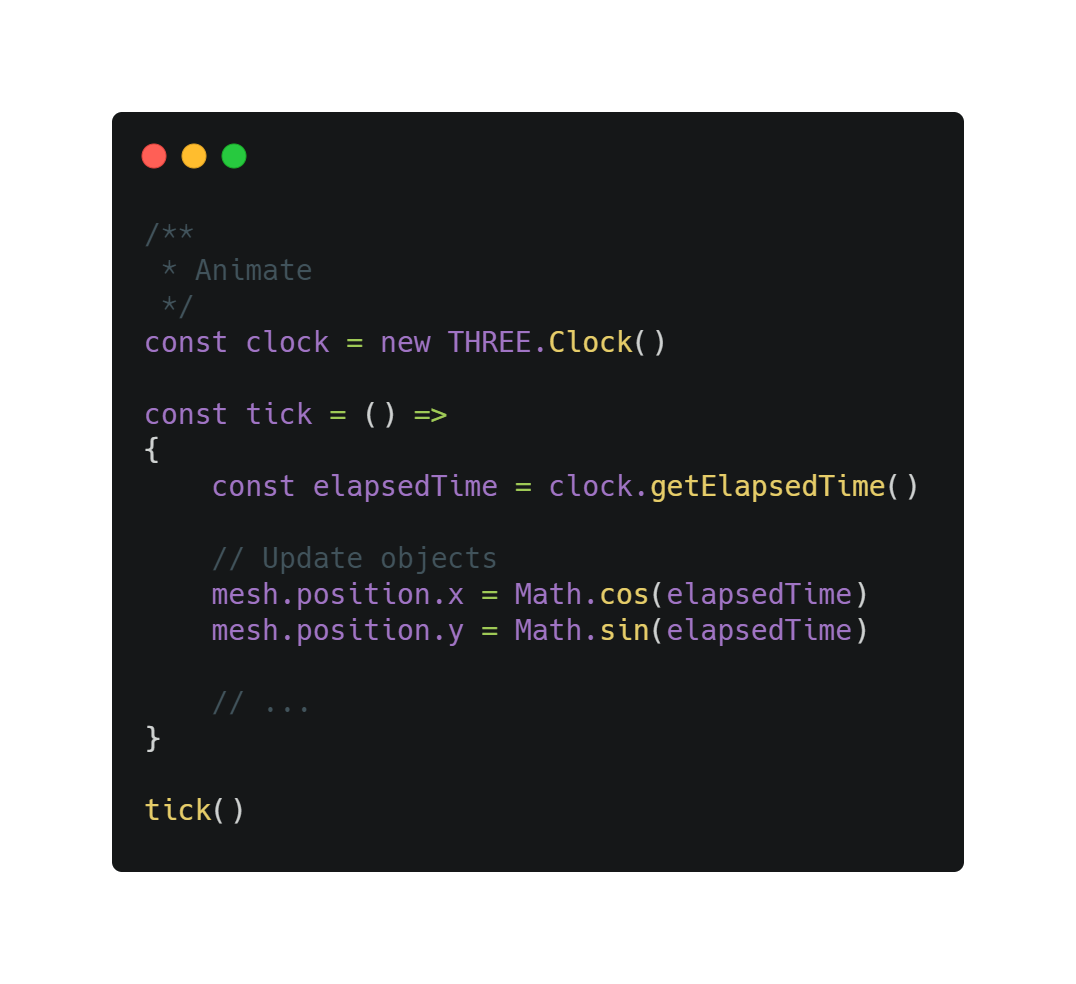 /**
 * Animate
 */
const clock = new THREE.Clock()

const tick = () =>
{
    const elapsedTime = clock.getElapsedTime()

    // Update objects
    mesh.position.x = Math.cos(elapsedTime)
    mesh.position.y = Math.sin(elapsedTime)

    // ...
}

tick()